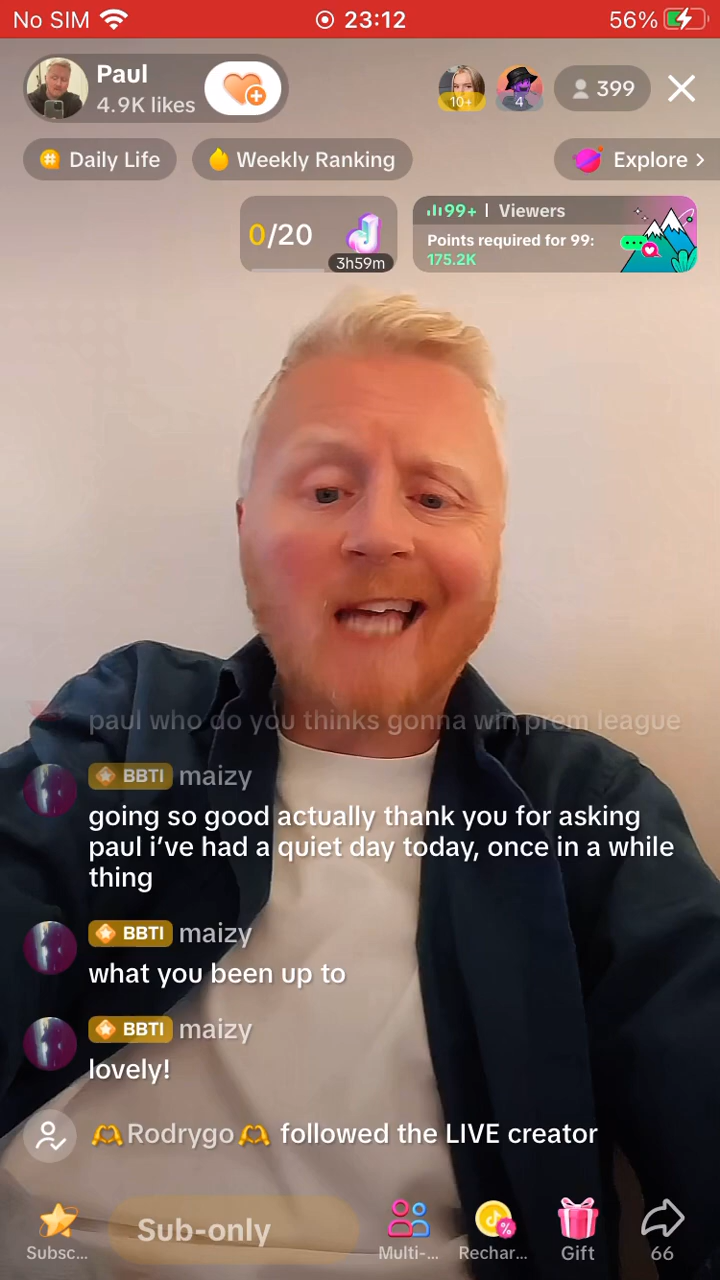 No SIM 23:12 56%
Paul
4.9K likes
10+ 4 399
Daily Life Weekly Ranking Explore >
0/20
3h59m
99+ | Viewers
Points required for 99:
175.2K
paul who do you thinks gonna win prem league
BBTI maizy
going so good actually thank you for asking
paul i've had a quiet day today, once in a while
thing
BBTI maizy
what you been up to
BBTI maizy
lovely!
🫶Rodrygo🫶 followed the LIVE creator
Subsc... Sub-only Multi-... Rechar... Gift 66